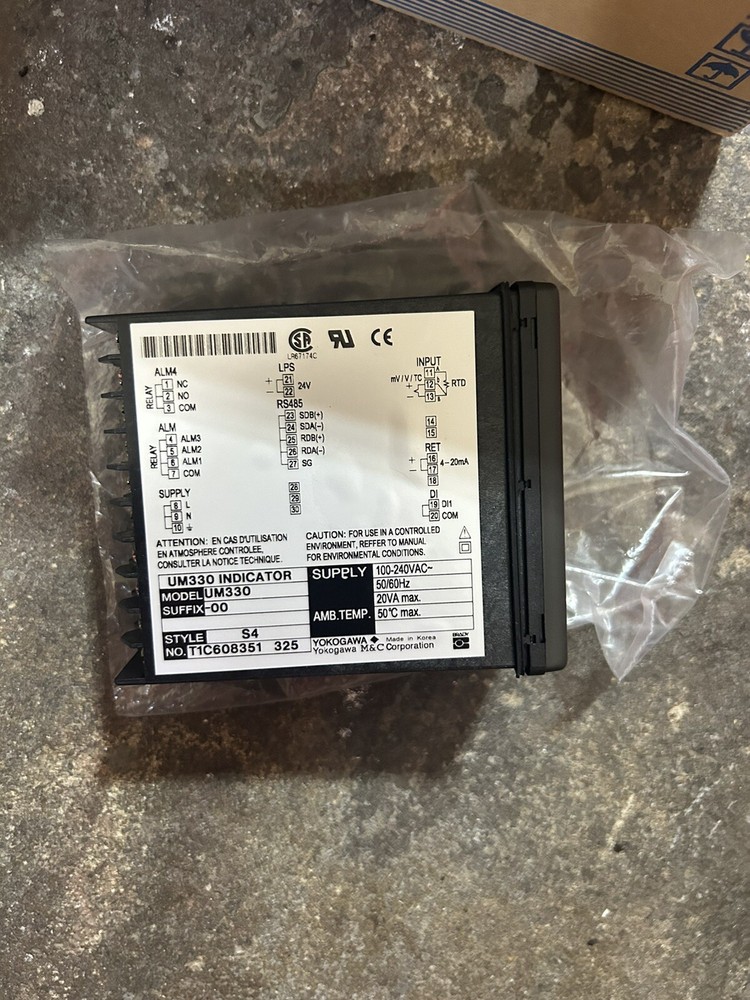 LR67174C
ALM4
RELAY
1 NC
2 NO
3 COM
ALM
RELAY
4 ALM3
5 ALM2
6 ALM1
7 COM
SUPPLY
8 L
9 N
10
LPS
+ 21
− 22 24V
RS485
23 SDB(+)
24 SDA(−)
25 RDB(+)
26 RDA(−)
27 SG
28
29
30
INPUT
mV/V/TC
11 A
+ 12 B
− 13 b
RTD
14
15
RET
+ 16
− 17 4-20mA
18
DI
19 DI1
20 COM
ATTENTION: EN CAS D'UTILISATION
EN ATMOSPHERE CONTROLEE,
CONSULTER LA NOTICE TECHNIQUE.
CAUTION: FOR USE IN A CONTROLLED
ENVIRONMENT, REFFER TO MANUAL
FOR ENVIRONMENTAL CONDITIONS.
UM330 INDICATOR
MODEL UM330
SUFFIX -00
STYLE S4
NO. T1C608351 325
SUPPLY 100-240VAC~
50/60Hz
20VA max.
AMB.TEMP. 50°C max.
YOKOGAWA ◆ Made in Korea
Yokogawa M&C Corporation
BRADY